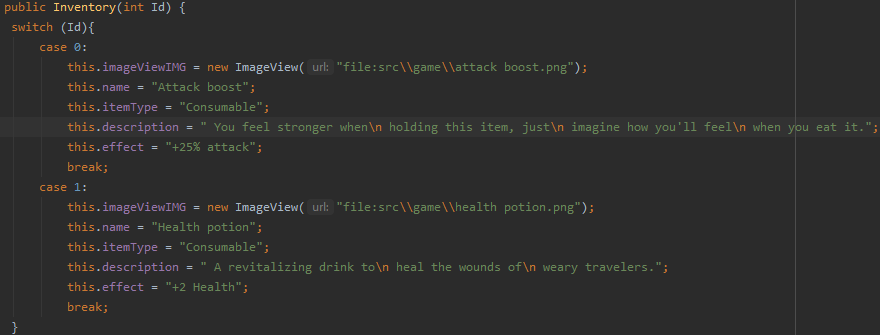 public Inventory(int Id) {
switch (Id){
case 0:
this.imageViewIMG = new ImageView( url: "file:src\\game\\attack boost.png");
this.name = "Attack boost";
this.itemType = "Consumable";
this.description = " You feel stronger when\n holding this item, just\n imagine how you'll feel\n when you eat it.";
this.effect = "+25% attack";
break;
case 1:
this.imageViewIMG = new ImageView( url: "file:src\\game\\health potion.png");
this.name = "Health potion";
this.itemType = "Consumable";
this.description = " A revitalizing drink to\n heal the wounds of\n weary travelers.";
this.effect = "+2 Health";
break;
}